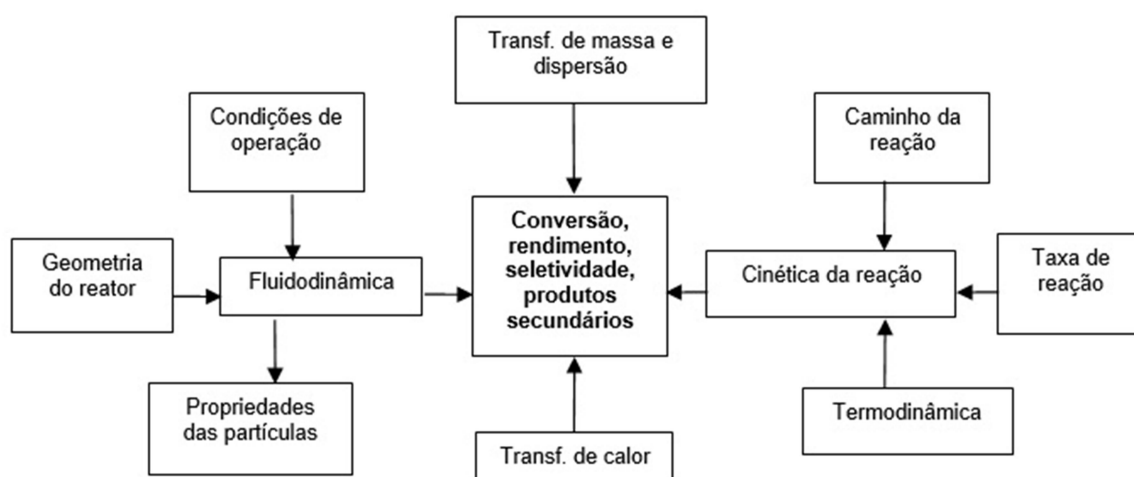 Transf. de massa e
dispersão
Condições de
operação
Caminho da
reação
Geometria
do reator
Fluidodinâmica
Conversão,
rendimento,
seletividade,
produtos
secundários
Cinética da reação
Taxa de
reação
Propriedades
das partículas
Transf. de calor
Termodinâmica